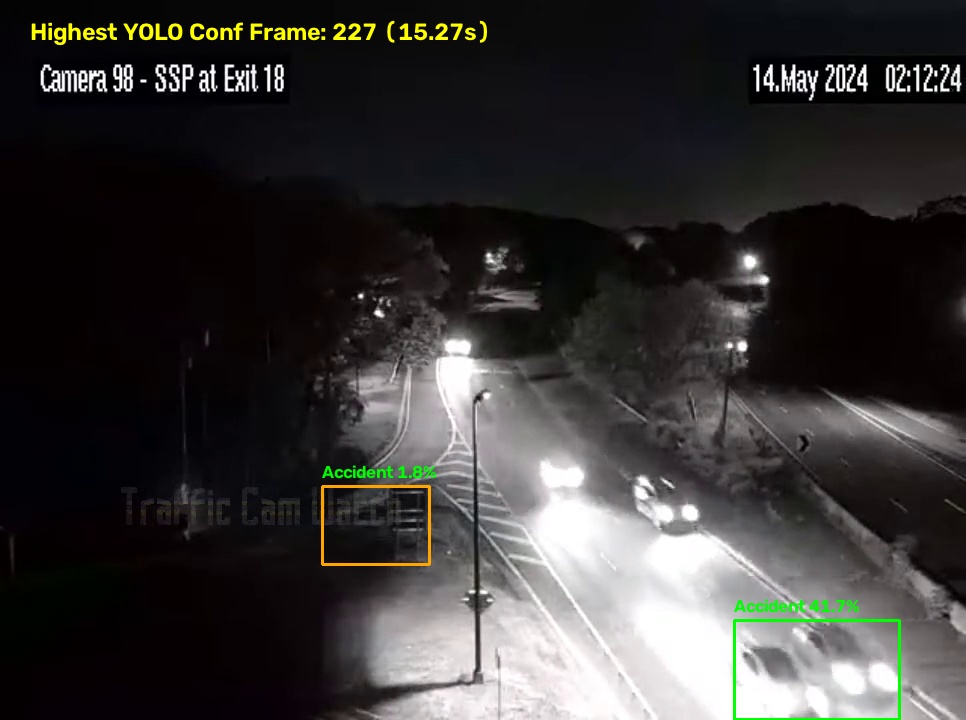 Highest YOLO Conf Frame: 227 (15.27s)
Camera 98 - SSP at Exit 18
14.May 2024 02:12:24
Accident 1.8%
Traffic Cam Watch
Accident 41.7%